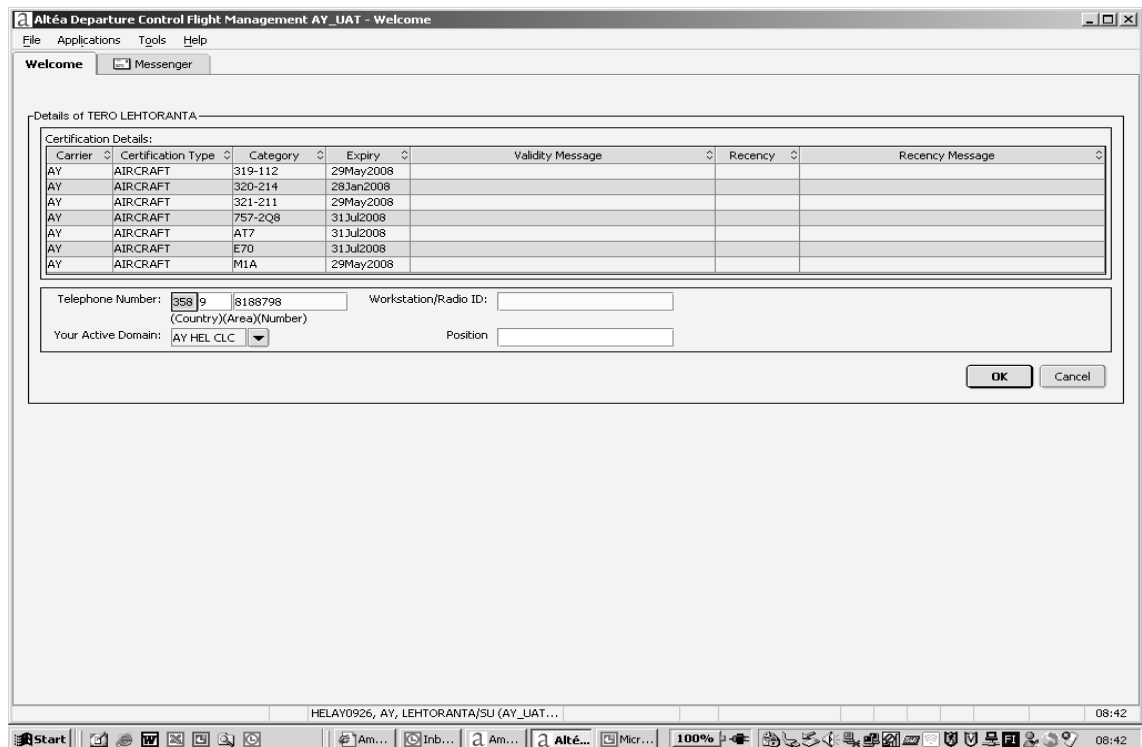 a Altéa Departure Control Flight Management AY_UAT - Welcome
File Applications Tools Help
Welcome Messenger
Details of TERO LEHTORANTA
Certification Details:
Carrier Certification Type Category Expiry Validity Message Recency Recency Message
AY AIRCRAFT 319-112 29May2008
AY AIRCRAFT 320-214 28Jan2008
AY AIRCRAFT 321-211 29May2008
AY AIRCRAFT 757-2Q8 31Jul2008
AY AIRCRAFT AT7 31Jul2008
AY AIRCRAFT E70 31Jul2008
AY AIRCRAFT M1A 29May2008
Telephone Number: 358 9 8188798 Workstation/Radio ID:
(Country)(Area)(Number)
Your Active Domain: AY HEL CLC Position
OK Cancel
HELAY0926, AY, LEHTORANTA/SU (AY_UAT... 08:42
Start Am... Inb... a Am... a Alté... Micr... 100% FI 08:42